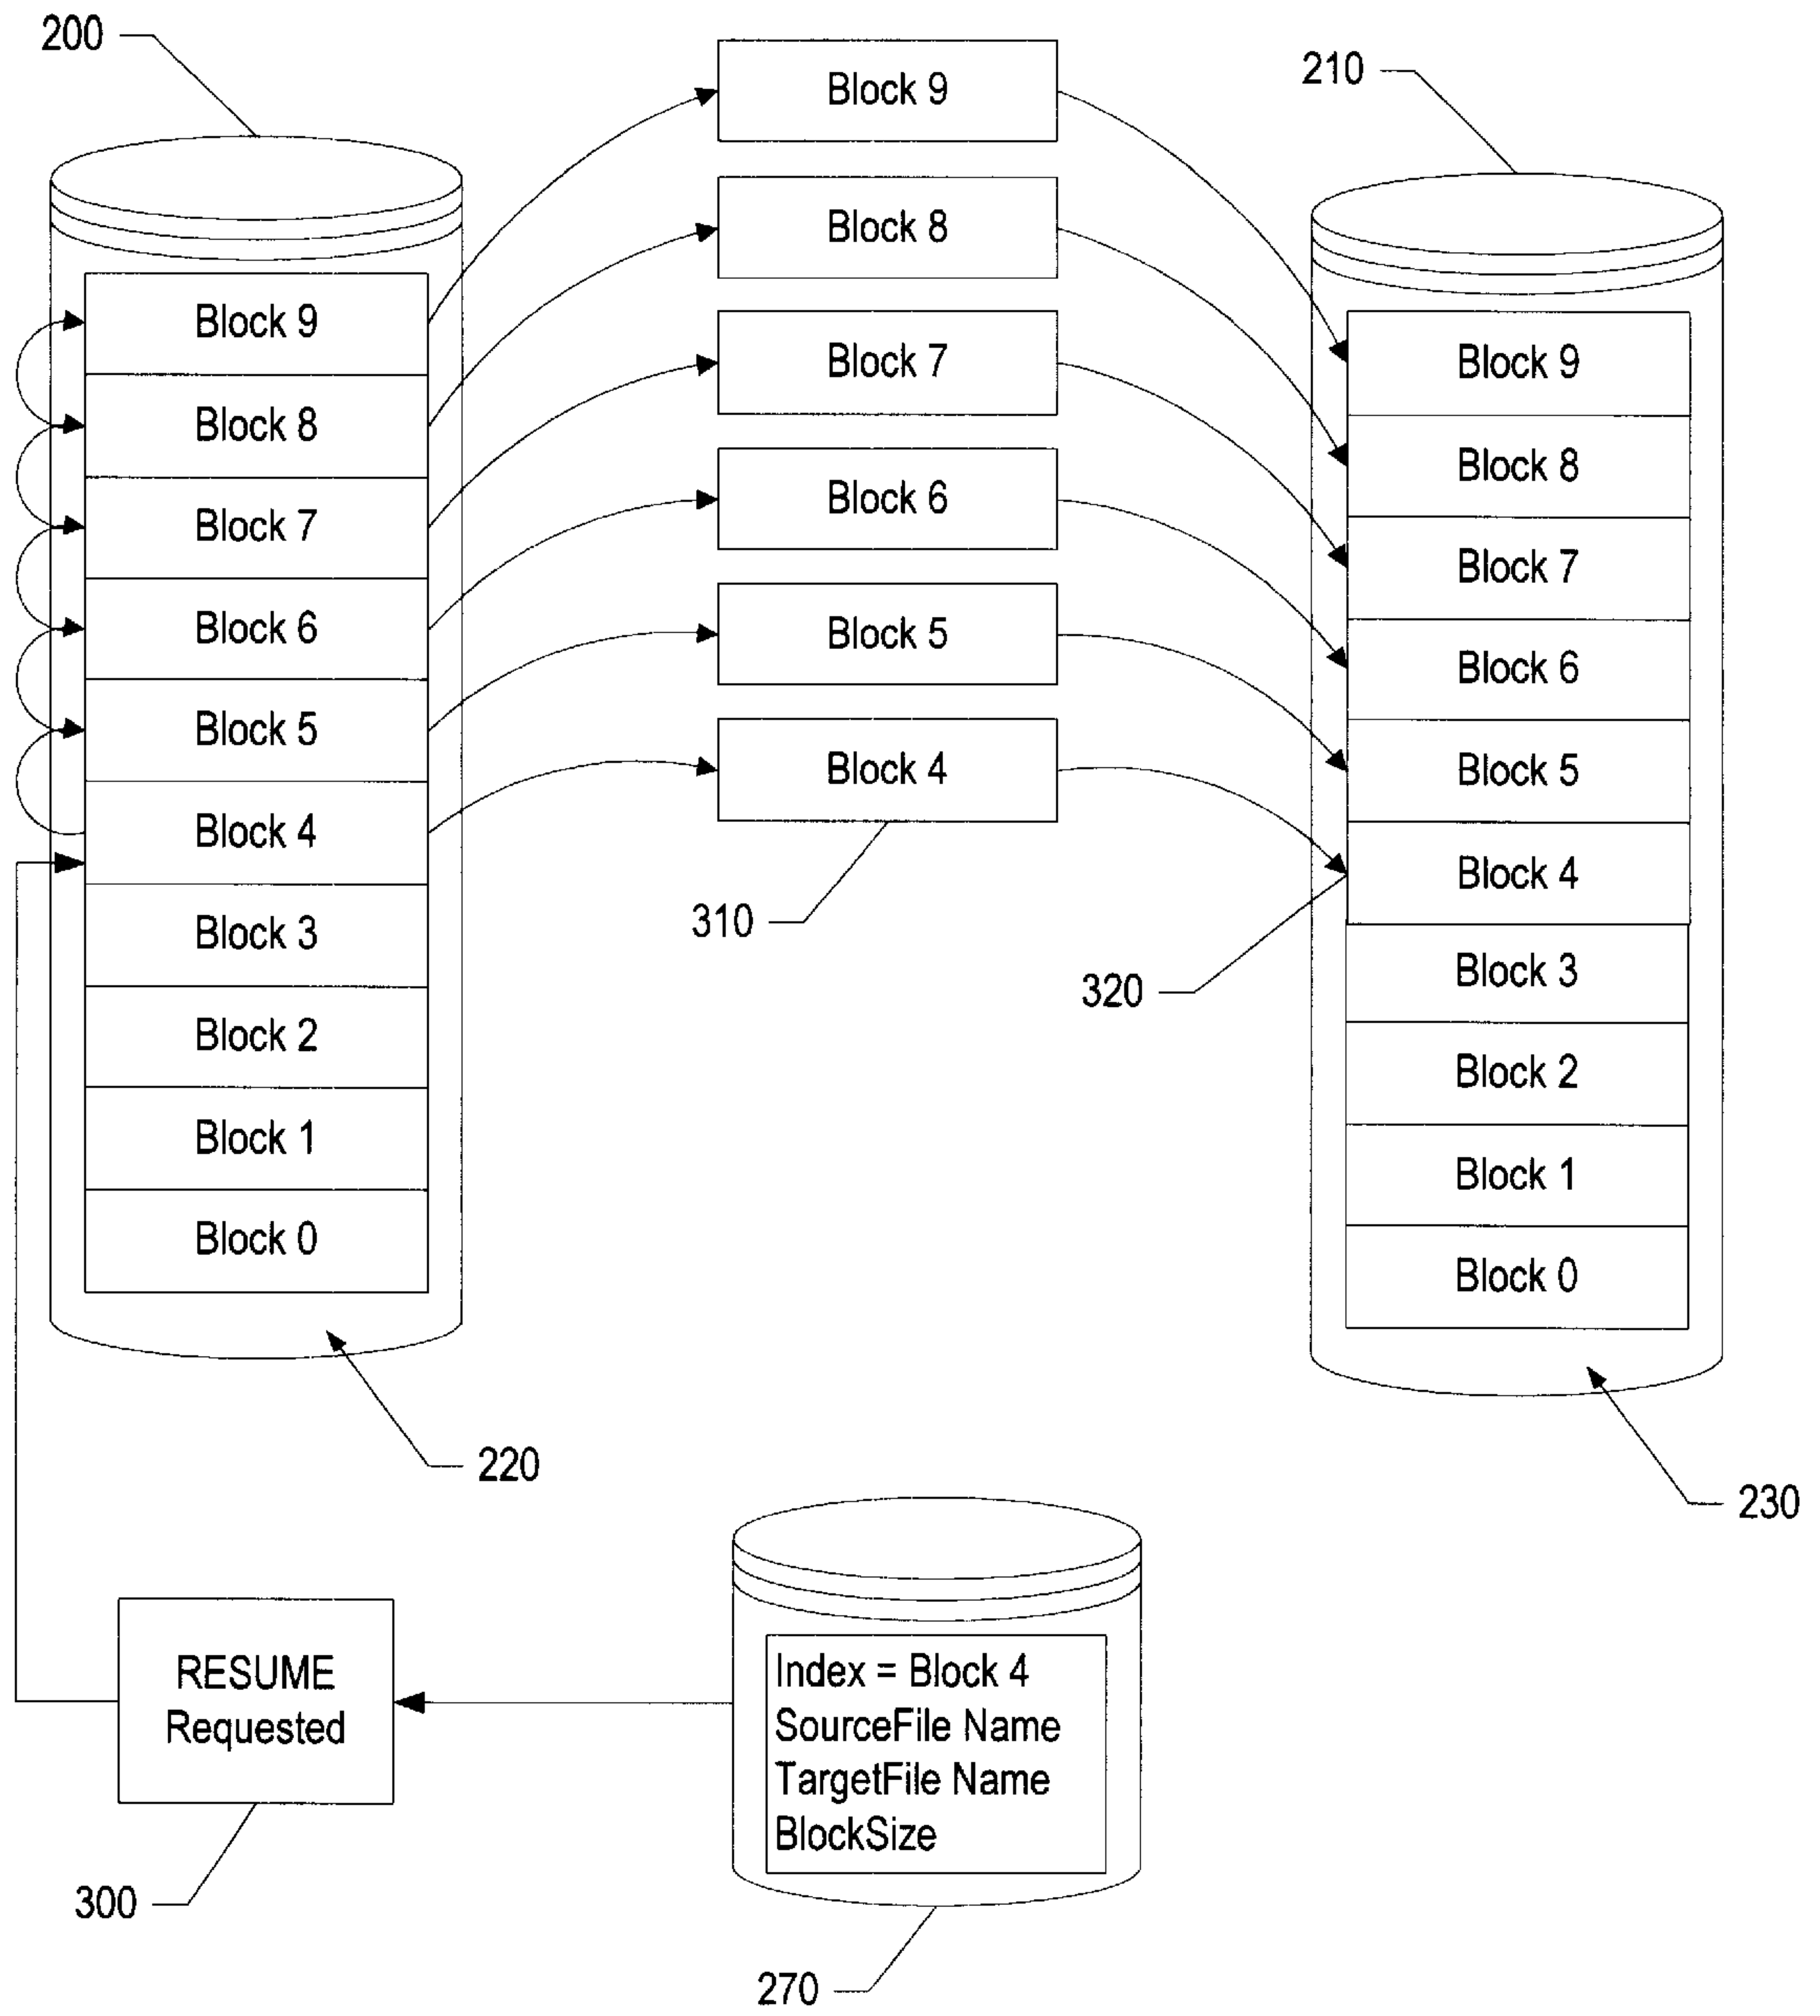 200
Block 9
210
Block 8
Block 9
Block 7
Block 9
Block 8
Block 6
Block 8
Block 7
Block 5
Block 7
Block 6
Block 4
Block 6
Block 5
310
Block 5
Block 4
320
Block 4
Block 3
Block 3
Block 2
Block 2
Block 1
Block 1
Block 0
Block 0
220
230
RESUME
Requested
300
Index = Block 4
SourceFile Name
TargetFile Name
BlockSize
270